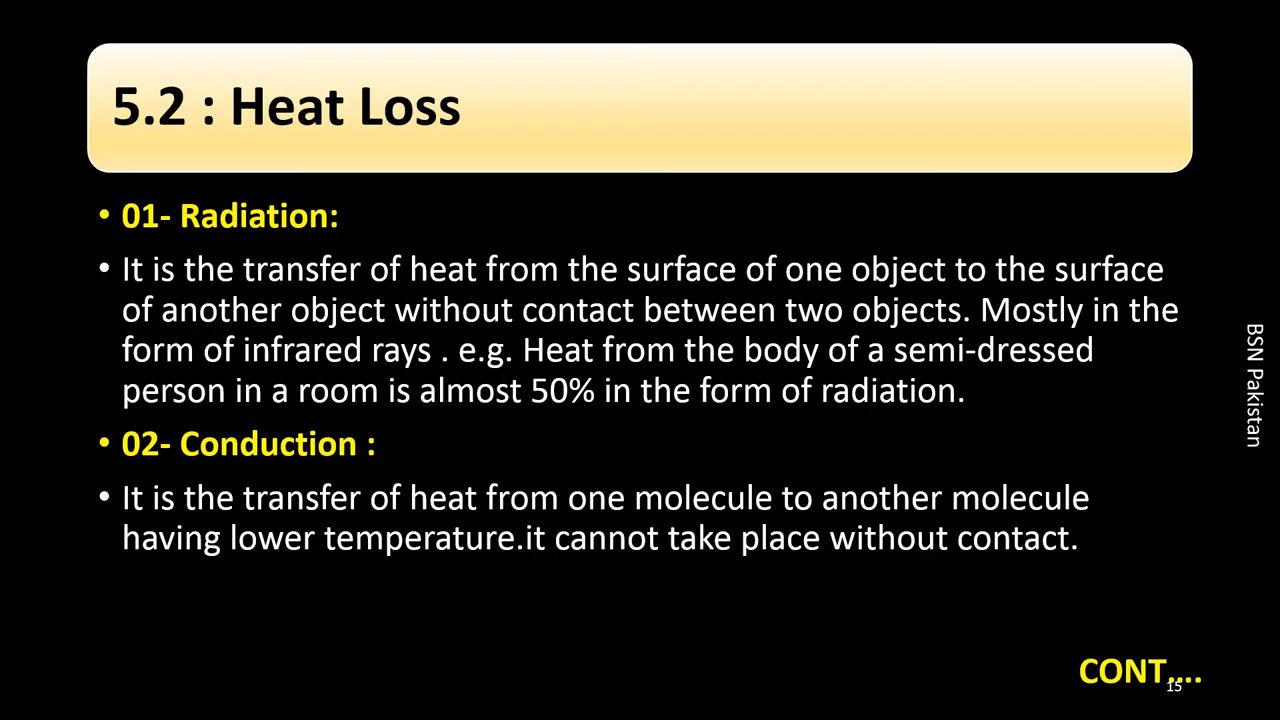 5.2 : Heat Loss
• 01- Radiation:
• It is the transfer of heat from the surface of one object to the surface
of another object without contact between two objects. Mostly in the
form of infrared rays . e.g. Heat from the body of a semi-dressed
person in a room is almost 50% in the form of radiation.
• 02- Conduction :
• It is the transfer of heat from one molecule to another molecule
having lower temperature.it cannot take place without contact.
BSN Pakistan
CONT….
15